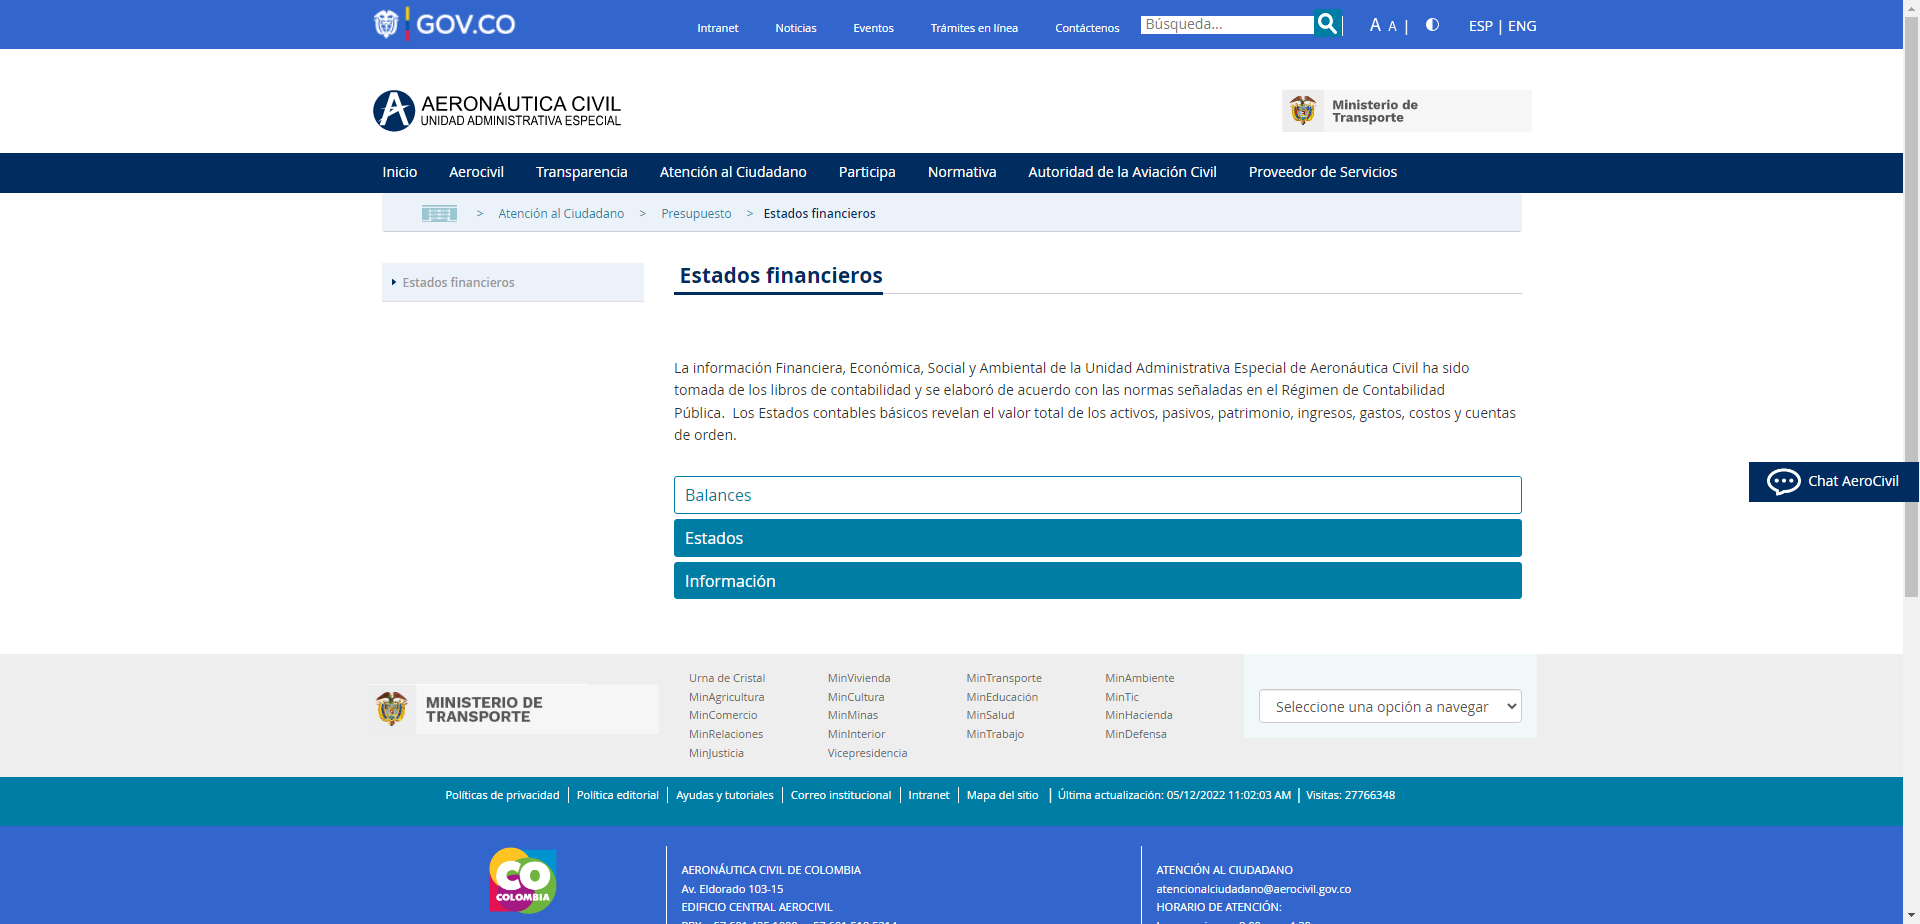 GOV.CO
Intranet
Noticias
Eventos
Trámites en línea
Contáctenos
Búsqueda...
A A |
ESP | ENG
AERONÁUTICA CIVIL
UNIDAD ADMINISTRATIVA ESPECIAL
Ministerio de
Transporte
Inicio
Aerocivil
Transparencia
Atención al Ciudadano
Participa
Normativa
Autoridad de la Aviación Civil
Proveedor de Servicios
> Atención al Ciudadano > Presupuesto > Estados financieros
Estados financieros
Estados financieros
La información Financiera, Económica, Social y Ambiental de la Unidad Administrativa Especial de Aeronáutica Civil ha sido
tomada de los libros de contabilidad y se elaboró de acuerdo con las normas señaladas en el Régimen de Contabilidad
Pública.  Los Estados contables básicos revelan el valor total de los activos, pasivos, patrimonio, ingresos, gastos, costos y cuentas
de orden.
Chat AeroCivil
Balances
Estados
Información
MINISTERIO DE
TRANSPORTE
Urna de Cristal
MinAgricultura
MinComercio
MinRelaciones
MinJusticia
MinVivienda
MinCultura
MinMinas
MinInterior
Vicepresidencia
MinTransporte
MinEducación
MinSalud
MinTrabajo
MinAmbiente
MinTic
MinHacienda
MinDefensa
Seleccione una opción a navegar
Políticas de privacidad | Política editorial | Ayudas y tutoriales | Correo institucional | Intranet | Mapa del sitio | Última actualización: 05/12/2022 11:02:03 AM | Visitas: 27766348
CO
COLOMBIA
AERONÁUTICA CIVIL DE COLOMBIA
Av. Eldorado 103-15
EDIFICIO CENTRAL AEROCIVIL
ATENCIÓN AL CIUDADANO
atencionalciudadano@aerocivil.gov.co
HORARIO DE ATENCIÓN: